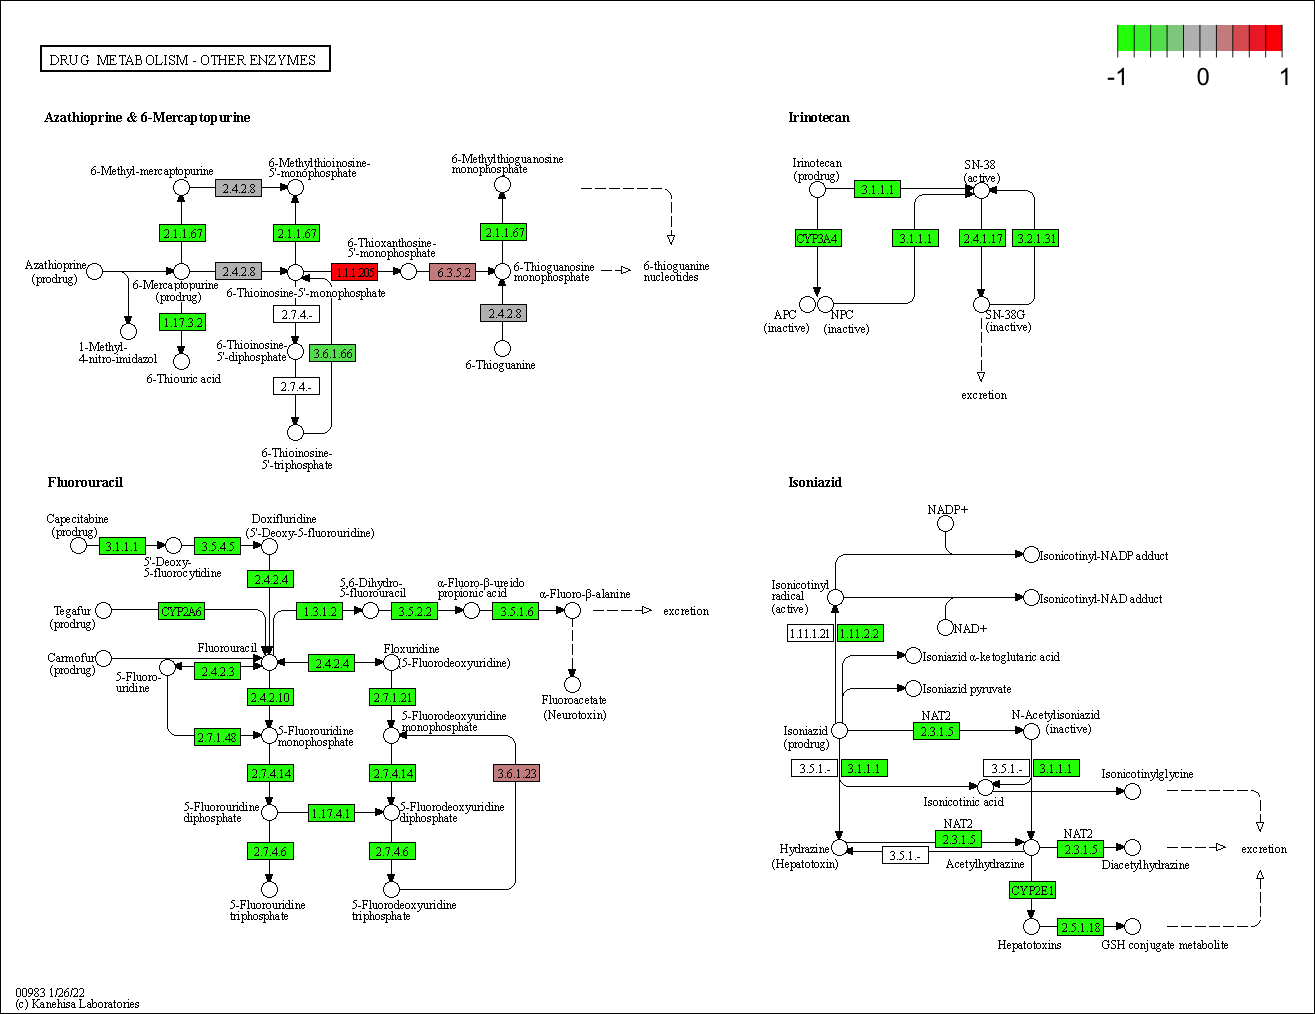 DRUG METABOLISM - OTHER ENZYMES
-1
0
1
Azathioprine & 6-Mercaptopurine
6-Methyl-mercaptopurine
2.4.2.8
6-Methylthioinosine-
5'-monophosphate
6-Methylthioguanosine
monophosphate
2.1.1.67
2.1.1.67
2.1.1.67
6-Thioxanthosine-
5'-monophosphate
Azathioprine
(prodrug)
2.4.2.8
1.1.1.205
6.3.5.2
6-Thioguanosine
monophosphate
6-thioguanine
nucleotides
6-Mercaptopurine
(prodrug)
6-Thioinosine-5'-monophosphate
1.17.3.2
2.7.4.-
2.4.2.8
1-Methyl-
4-nitro-imidazol
6-Thiouric acid
6-Thioinosine-
5'-diphosphate
3.6.1.66
6-Thioguanine
2.7.4.-
6-Thioinosine-
5'-triphosphate
Irinotecan
Irinotecan
(prodrug)
3.1.1.1
SN-38
(active)
CYP3A4
3.1.1.1
2.4.1.17
3.2.1.31
APC
(inactive)
NPC
(inactive)
SN-38G
(inactive)
excretion
Fluorouracil
Capecitabine
(prodrug)
3.1.1.1
5'-Deoxy-
5-fluorocytidine
3.5.4.5
Doxifluridine
(5'-Deoxy-5-fluorouridine)
2.4.2.4
Tegafur
(prodrug)
CYP2A6
1.3.1.2
5,6-Dihydro-
5-fluorouracil
3.5.2.2
α-Fluoro-β-ureido
propionic acid
3.5.1.6
α-Fluoro-β-alanine
excretion
Carmofur
(prodrug)
Fluorouracil
5-Fluoro-
uridine
2.4.2.3
2.4.2.4
Floxuridine
(5-Fluorodeoxyuridine)
2.4.2.10
2.7.1.21
Fluoroacetate
(Neurotoxin)
2.7.1.48
5-Fluorouridine
monophosphate
5-Fluorodeoxyuridine
monophosphate
2.7.4.14
2.7.4.14
3.6.1.23
5-Fluorouridine
diphosphate
1.17.4.1
5-Fluorodeoxyuridine
diphosphate
2.7.4.6
2.7.4.6
5-Fluorouridine
triphosphate
5-Fluorodeoxyuridine
triphosphate
Isoniazid
NADP+
Isonicotinyl-NADP adduct
Isonicotinyl
radical
(active)
Isonicotinyl-NAD adduct
NAD+
1.11.1.21
1.11.2.2
Isoniazid α-ketoglutaric acid
Isoniazid pyruvate
Isoniazid
(prodrug)
NAT2
2.3.1.5
N-Acetylisoniazid
(inactive)
3.5.1.-
3.1.1.1
3.5.1.-
3.1.1.1
Isonicotinylglycine
Isonicotinic acid
Hydrazine
(Hepatotoxin)
NAT2
2.3.1.5
3.5.1.-
Acetylhydrazine
NAT2
2.3.1.5
Diacetylhydrazine
excretion
CYP2E1
Hepatotoxins
2.5.1.18
GSH conjugate metabolite
00983 1/26/22
(c) Kanehisa Laboratories